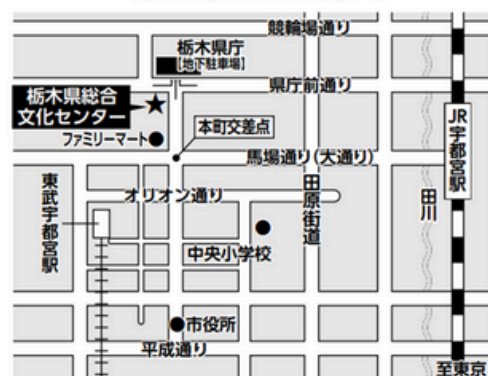 競輪場通り
栃木県庁
【地下駐車場】
県庁前通り
栃木県総合
文化センター
ファミリーマート
本町交差点
馬場通り(大通り)
JR宇都宮駅
東武宇都宮駅
オリオン通り
田原街道
田川
中央小学校
市役所
平成通り
至東京